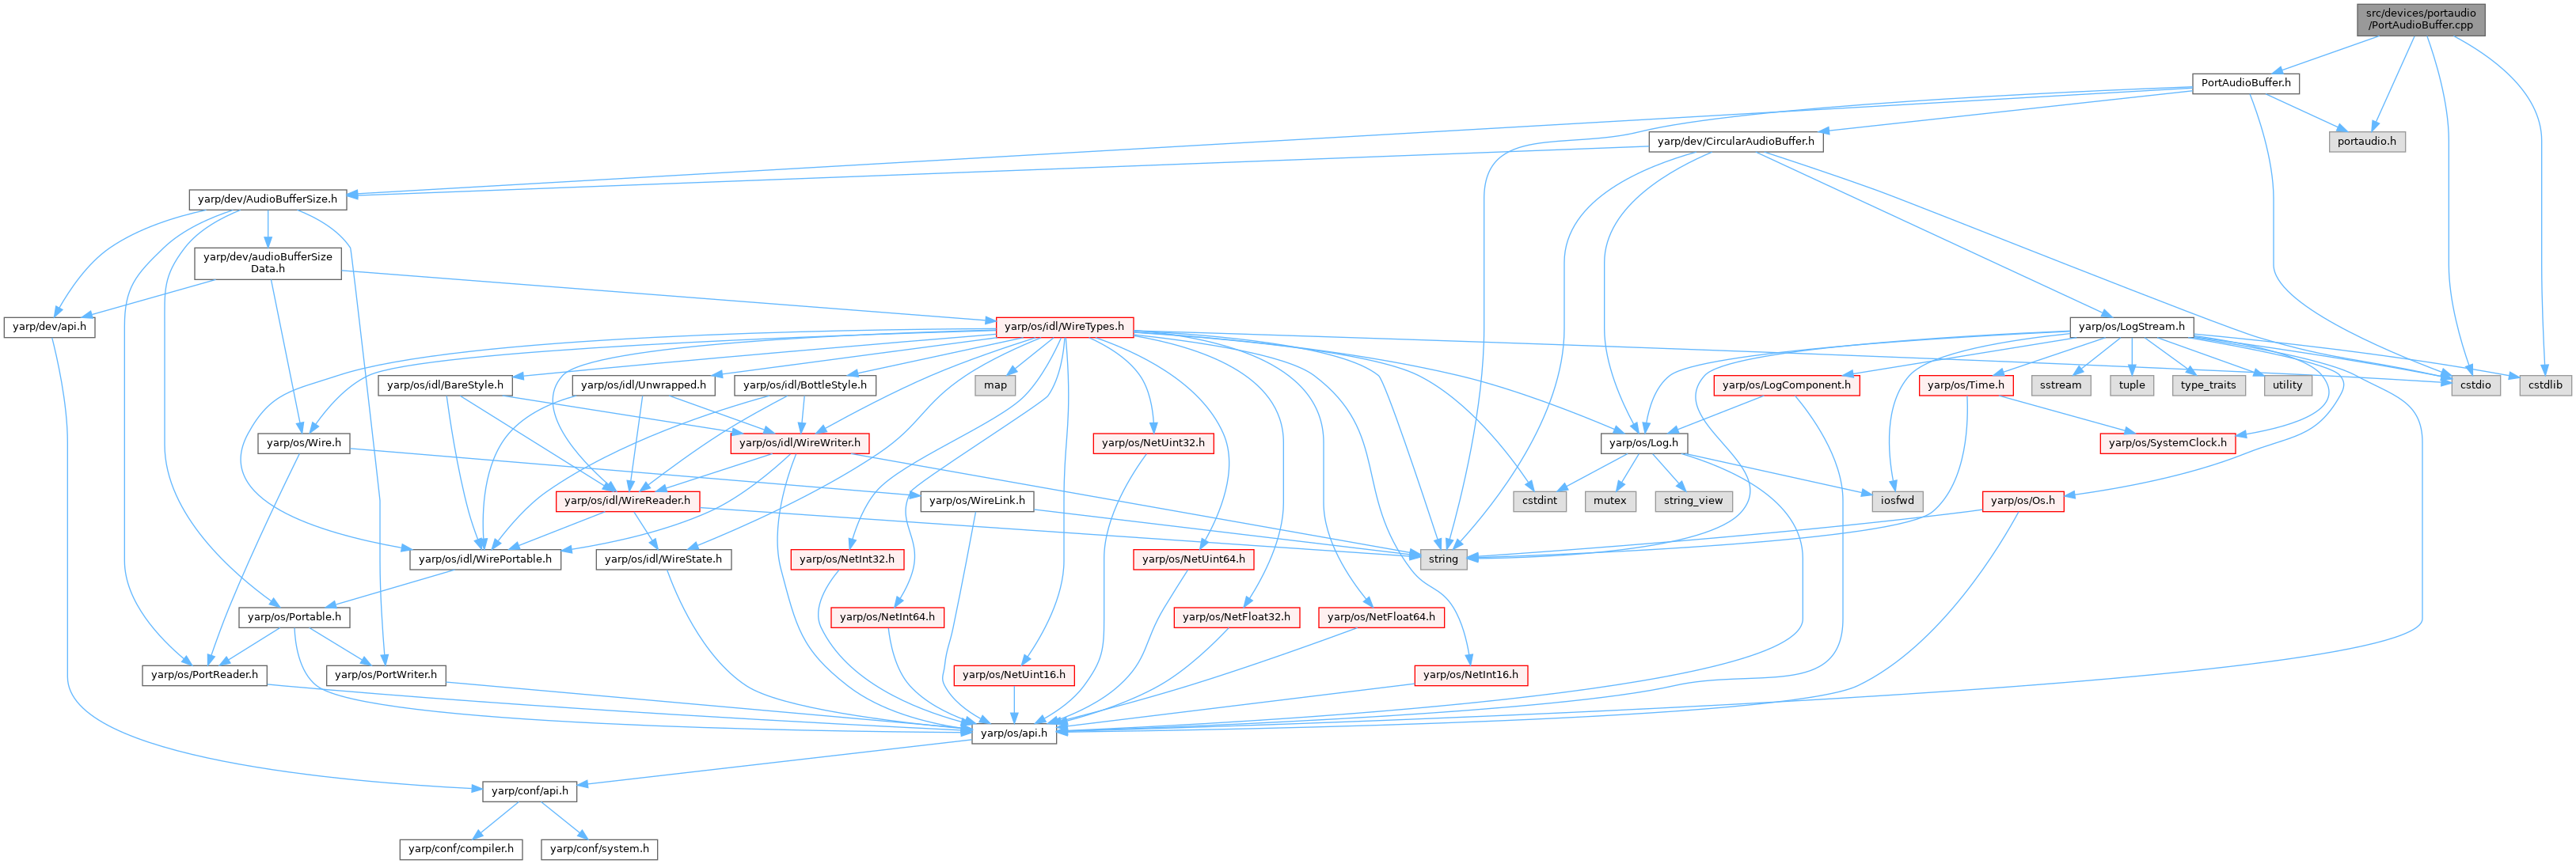 src/devices/portaudio
/PortAudioBuffer.cpp
PortAudioBuffer.h
yarp/dev/CircularAudioBuffer.h
portaudio.h
yarp/dev/AudioBufferSize.h
yarp/dev/audioBufferSize
Data.h
yarp/dev/api.h
yarp/os/idl/WireTypes.h
yarp/os/LogStream.h
yarp/os/idl/BareStyle.h
yarp/os/idl/Unwrapped.h
yarp/os/idl/BottleStyle.h
map
yarp/os/LogComponent.h
yarp/os/Time.h
sstream
tuple
type_traits
utility
cstdio
cstdlib
yarp/os/Wire.h
yarp/os/idl/WireWriter.h
yarp/os/NetUint32.h
yarp/os/Log.h
yarp/os/SystemClock.h
yarp/os/idl/WireReader.h
yarp/os/WireLink.h
cstdint
mutex
string_view
iosfwd
yarp/os/Os.h
yarp/os/idl/WirePortable.h
yarp/os/idl/WireState.h
yarp/os/NetInt32.h
yarp/os/NetUint64.h
string
yarp/os/Portable.h
yarp/os/NetInt64.h
yarp/os/NetFloat32.h
yarp/os/NetFloat64.h
yarp/os/PortReader.h
yarp/os/PortWriter.h
yarp/os/NetUint16.h
yarp/os/NetInt16.h
yarp/os/api.h
yarp/conf/api.h
yarp/conf/compiler.h
yarp/conf/system.h